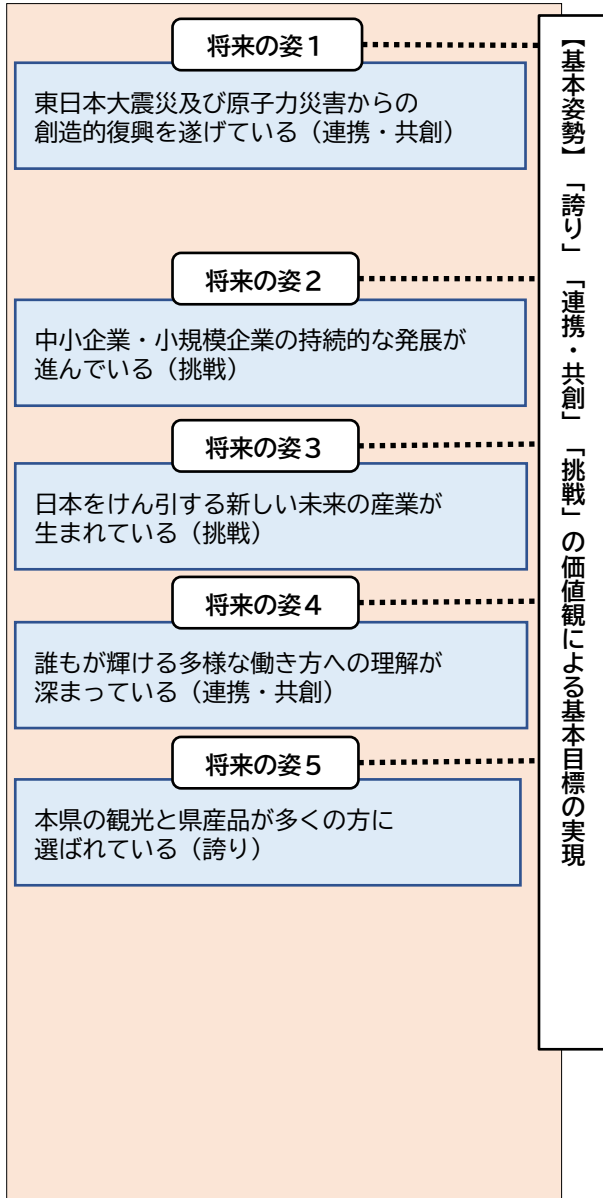 将来の姿1
東日本大震災及び原子力災害からの
創造的復興を遂げている（連携・共創）
将来の姿2
中小企業・小規模企業の持続的な発展が
進んでいる（挑戦）
将来の姿3
日本をけん引する新しい未来の産業が
生まれている（挑戦）
将来の姿4
誰もが輝ける多様な働き方への理解が
深まっている（連携・共創）
将来の姿5
本県の観光と県産品が多くの方に
選ばれている（誇り）
【基本姿勢】「誇り」「連携・共創」「挑戦」の価値観による基本目標の実現